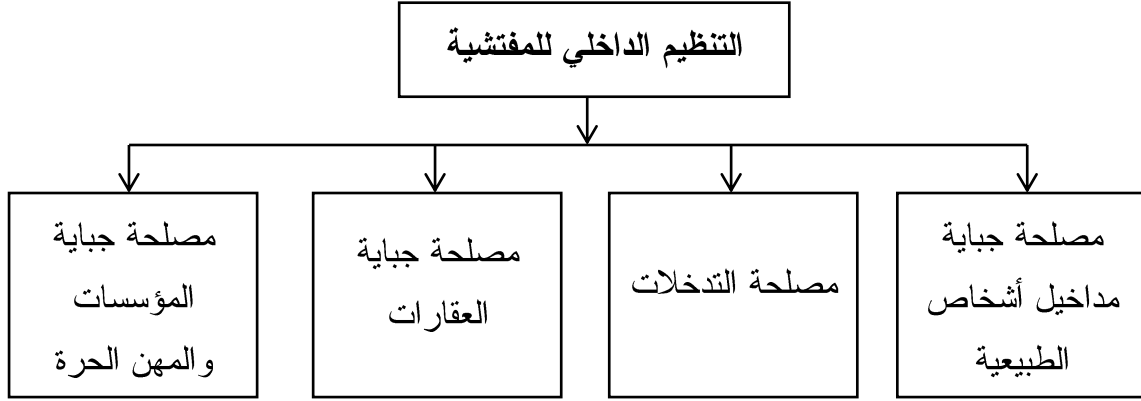 التنظيم الداخلي للمفتشية
مصلحة جباية
مداخيل أشخاص
الطبيعية
مصلحة التدخلات
مصلحة جباية
العقارات
مصلحة جباية
المؤسسات
والمهن الحرة